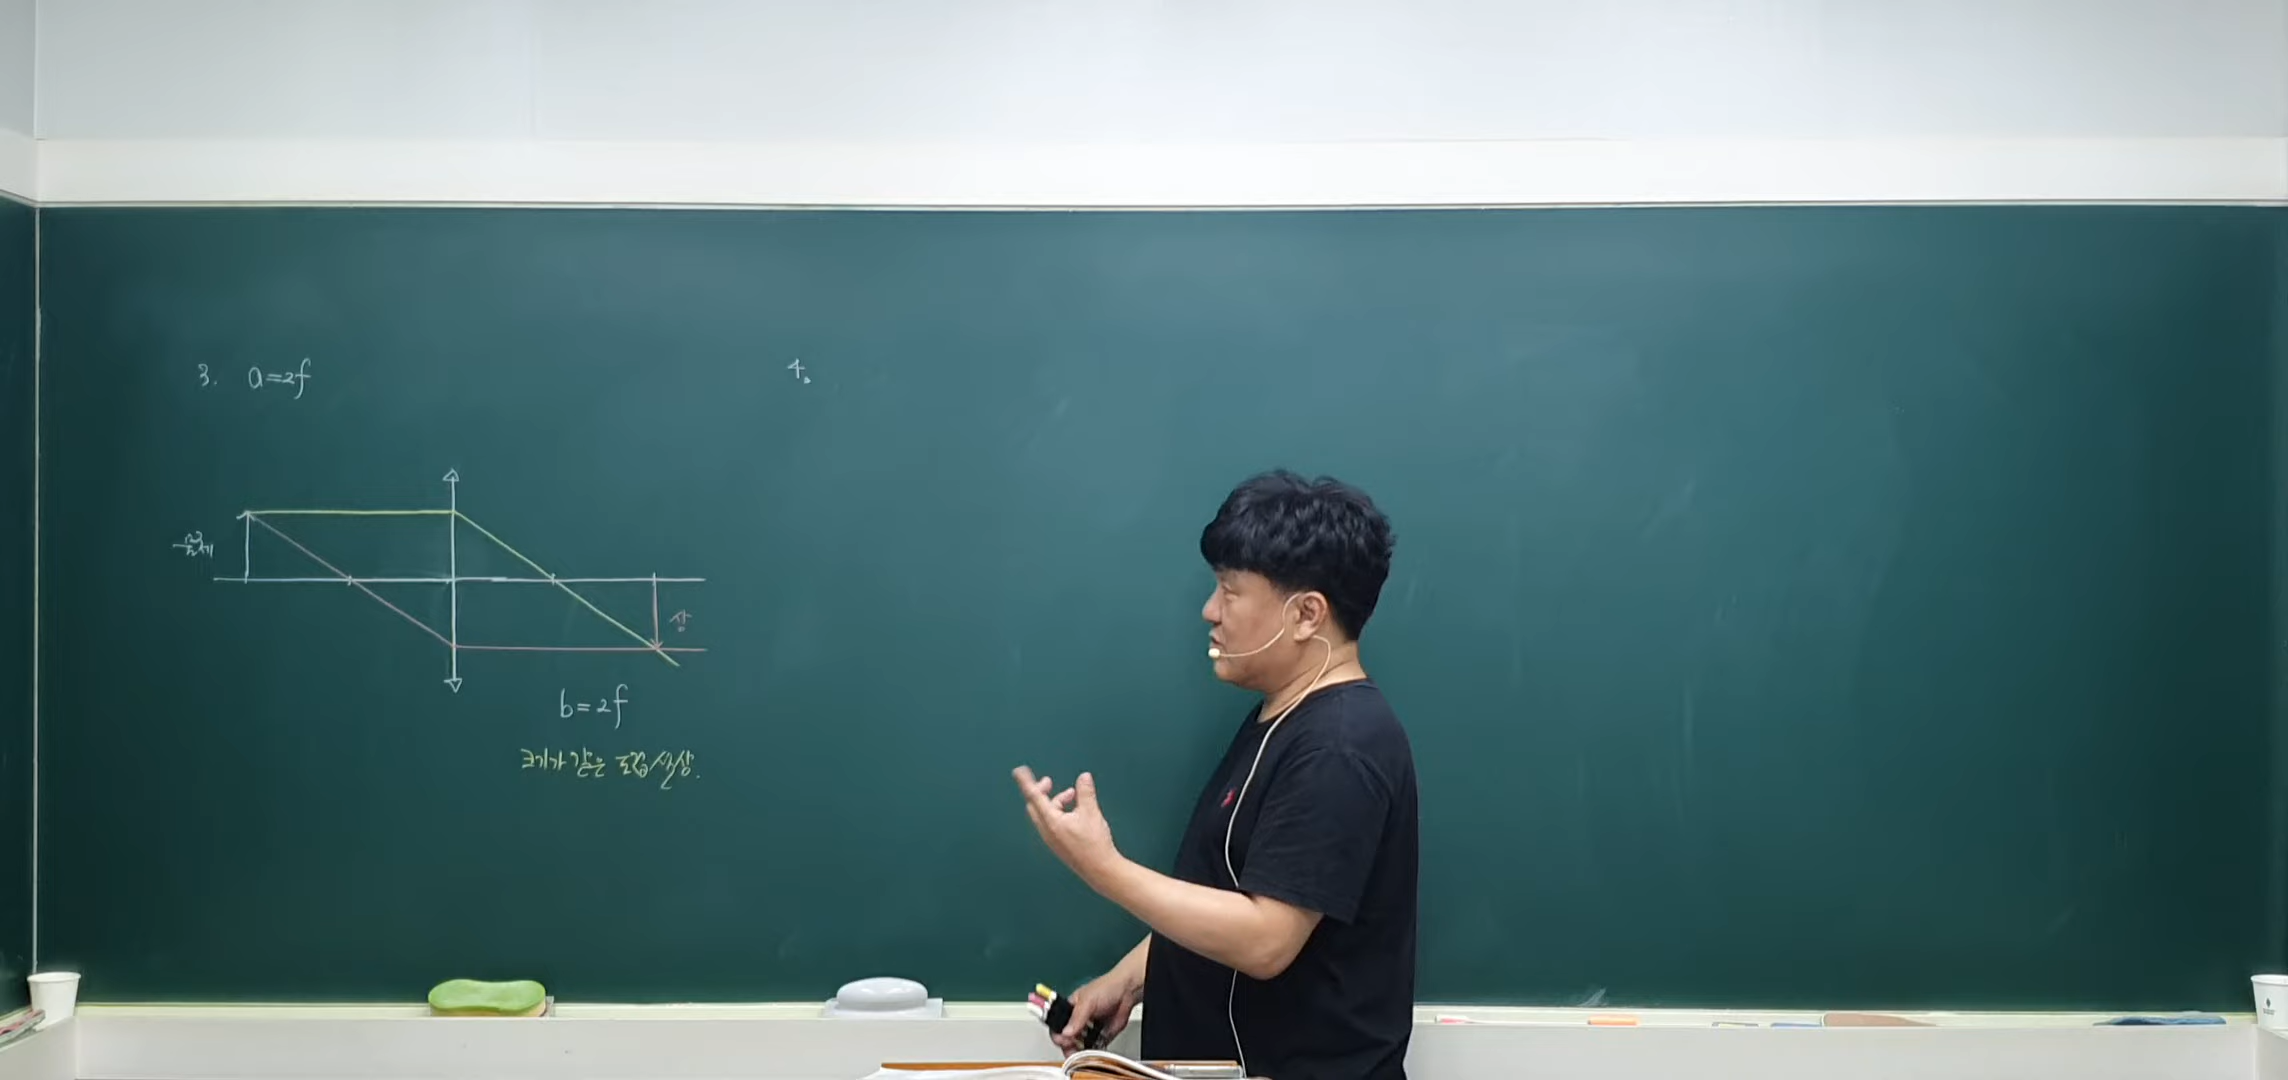 3. a=2f
4.
물체
상
b=2f
크기가 같은 도립실상.